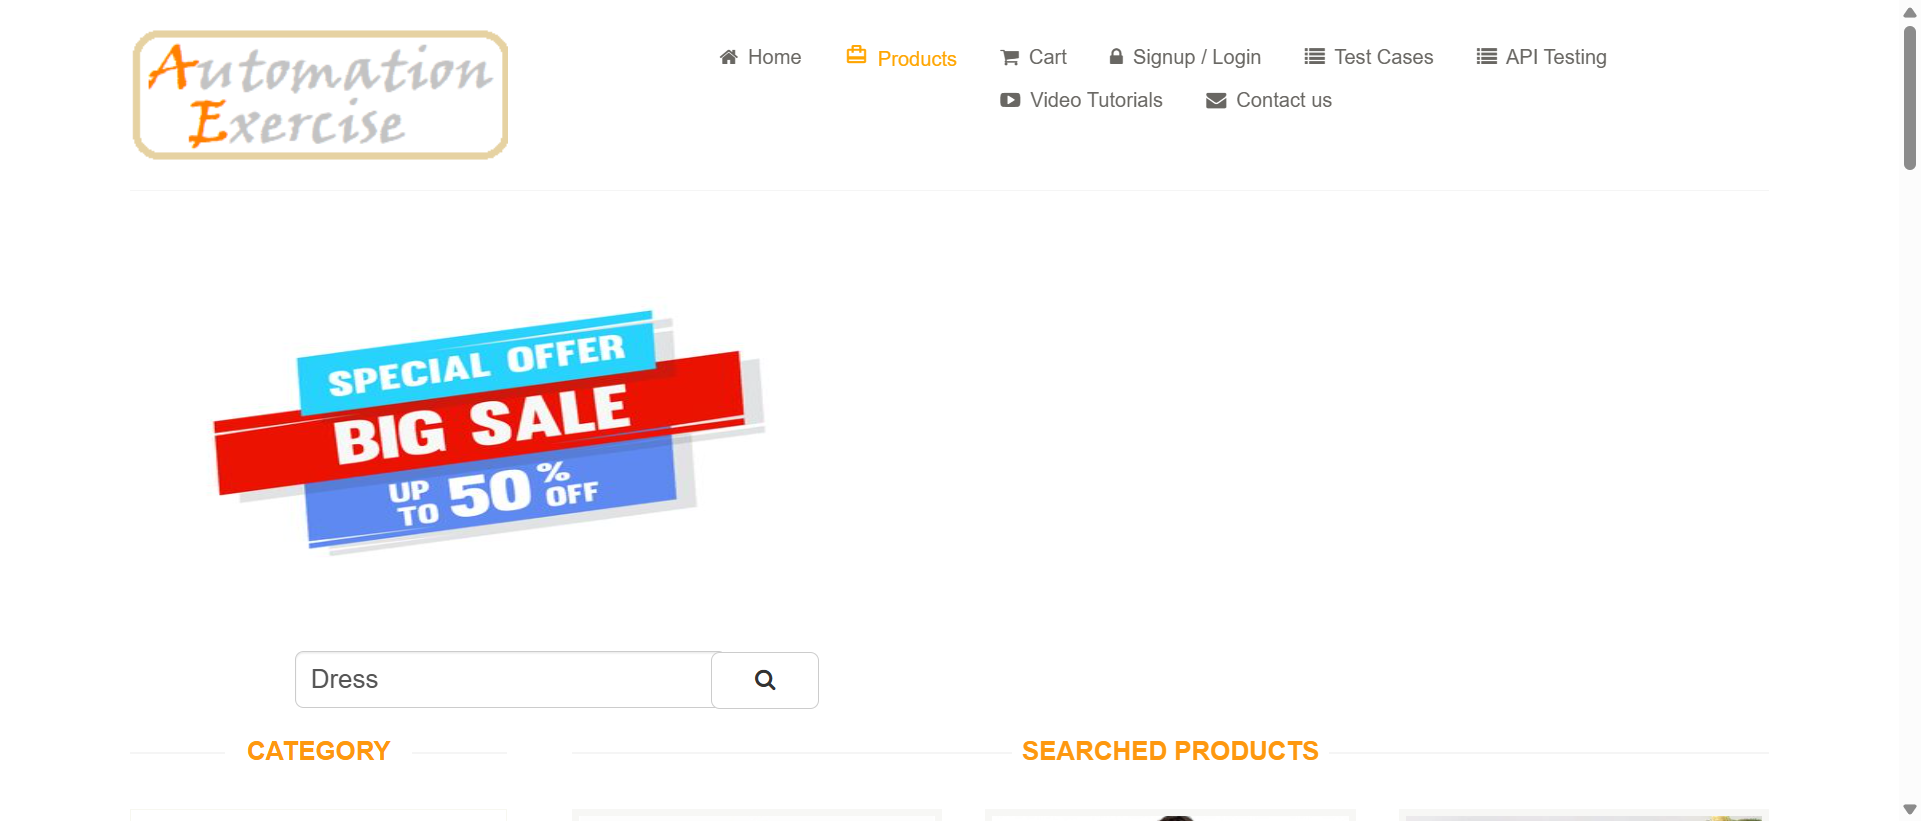 Automation
Exercise
Home
Products
Cart
Signup / Login
Test Cases
API Testing
Video Tutorials
Contact us
SPECIAL OFFER
BIG SALE
UP TO 50% OFF
Dress
CATEGORY
SEARCHED PRODUCTS